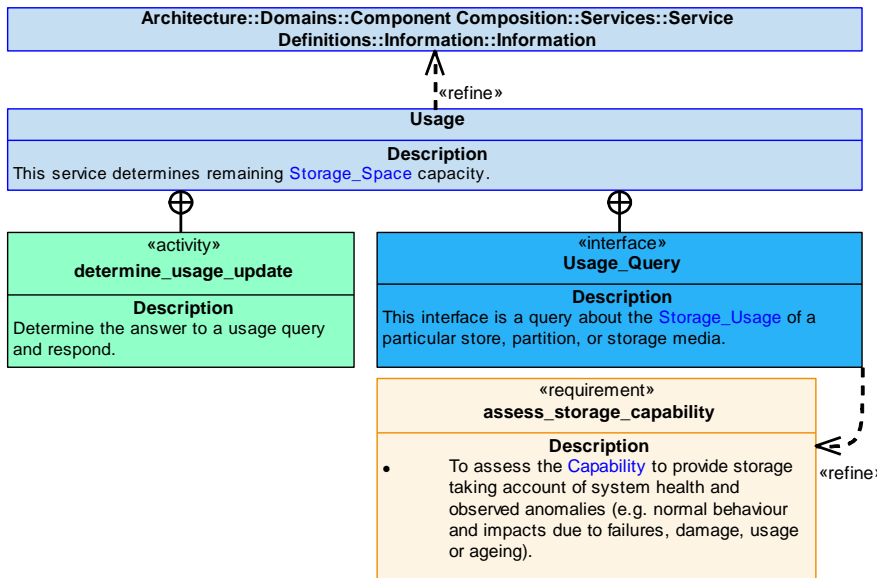 Architecture::Domains::Component Composition::Services::Service
Definitions::Information::Information
«refine»
Usage
Description
This service determines remaining Storage_Space capacity.
«activity»
determine_usage_update
Description
Determine the answer to a usage query
and respond.
«interface»
Usage_Query
Description
This interface is a query about the Storage_Usage of a
particular store, partition, or storage media.
«requirement»
assess_storage_capability
Description
• To assess the Capability to provide storage
taking account of system health and
observed anomalies (e.g. normal behaviour
and impacts due to failures, damage, usage
or ageing).
«refine»